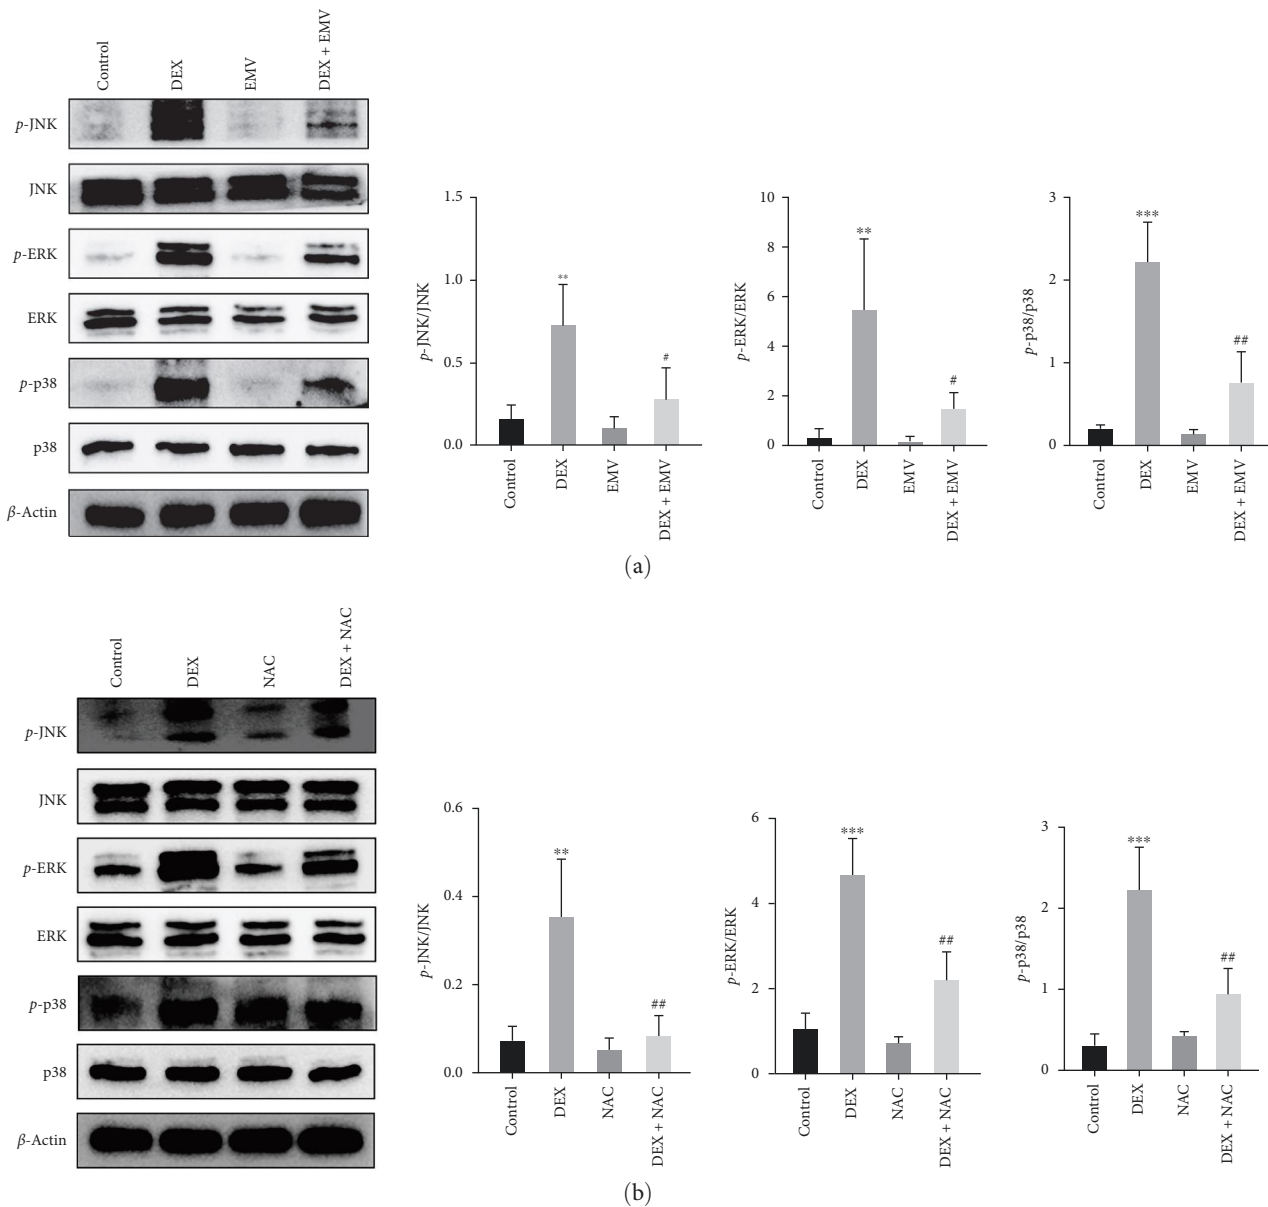 Control
DEX
EMV
DEX + EMV
p-JNK
JNK
p-ERK
ERK
p-p38
p38
β-Actin
1.5
1.0
0.5
0.0
p-JNK/JNK
**
#
Control
DEX
EMV
DEX + EMV
10
8
6
4
2
0
p-ERK/ERK
**
#
Control
DEX
EMV
DEX + EMV
3
2
1
0
p-p38/p38
***
##
Control
DEX
EMV
DEX + EMV
(a)
Control
DEX
NAC
DEX + NAC
p-JNK
JNK
p-ERK
ERK
p-p38
p38
β-Actin
0.6
0.4
0.2
0.0
p-JNK/JNK
**
##
Control
DEX
NAC
DEX + NAC
6
4
2
0
p-ERK/ERK
***
##
Control
DEX
NAC
DEX + NAC
3
2
1
0
p-p38/p38
***
##
Control
DEX
NAC
DEX + NAC
(b)